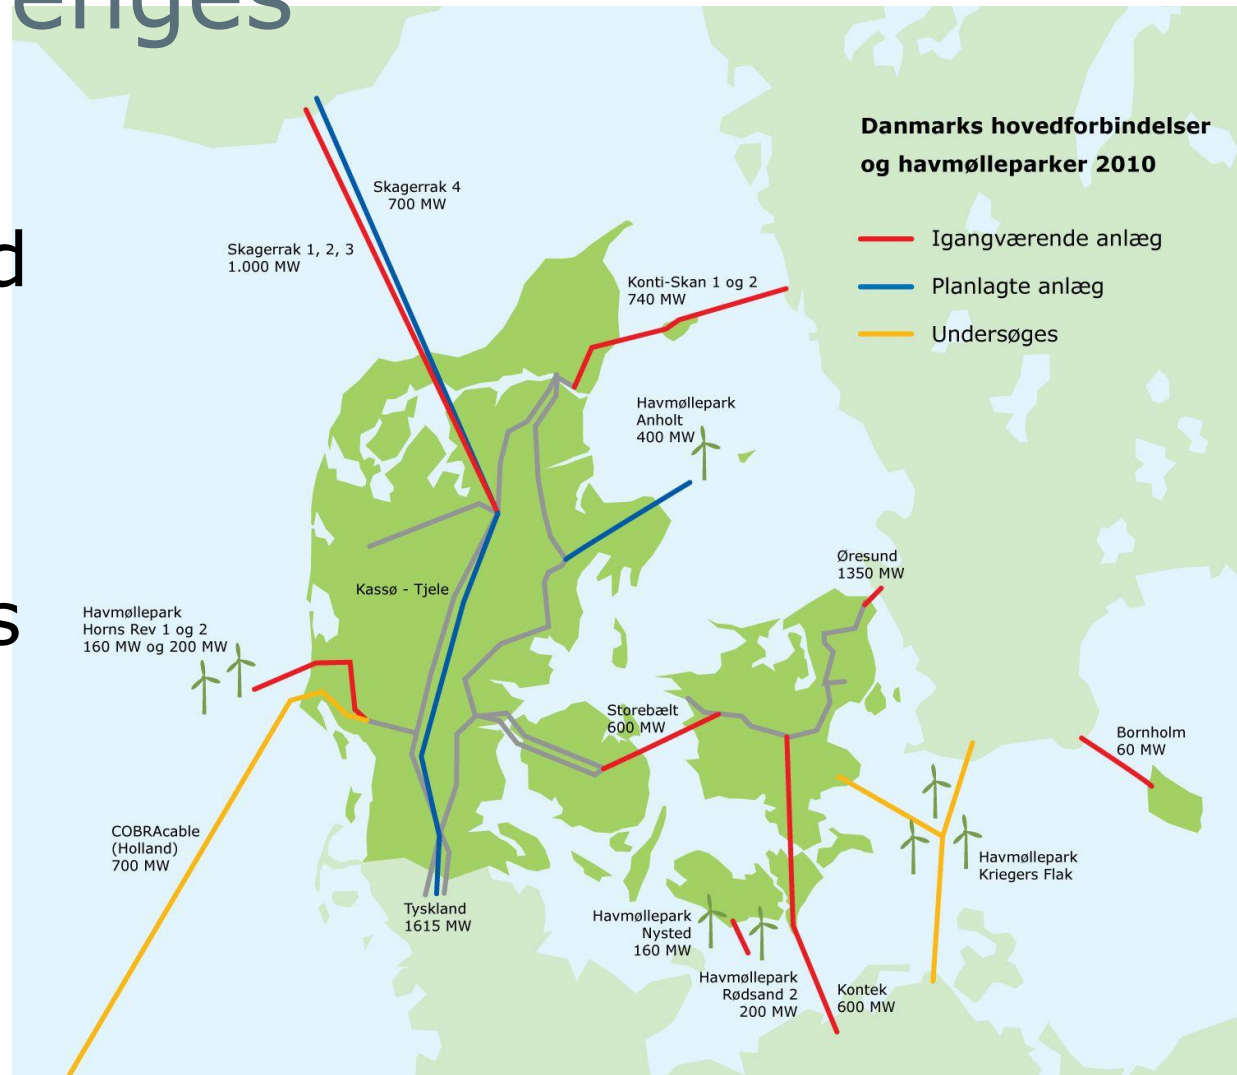 enges
d
s
Danmarks hovedforbindelser
og havmølleparker 2010
Igangværende anlæg
Planlagte anlæg
Undersøges
Skagerrak 4
700 MW
Skagerrak 1, 2, 3
1.000 MW
Konti-Skan 1 og 2
740 MW
Havmøllepark
Anholt
400 MW
Øresund
1350 MW
Kassø - Tjele
Havmøllepark
Horns Rev 1 og 2
160 MW og 200 MW
Storebælt
600 MW
Bornholm
60 MW
COBRAcable
(Holland)
700 MW
Havmøllepark
Kriegers Flak
Tyskland
1615 MW
Havmøllepark
Nysted
160 MW
Havmøllepark
Rødsand 2
200 MW
Kontek
600 MW